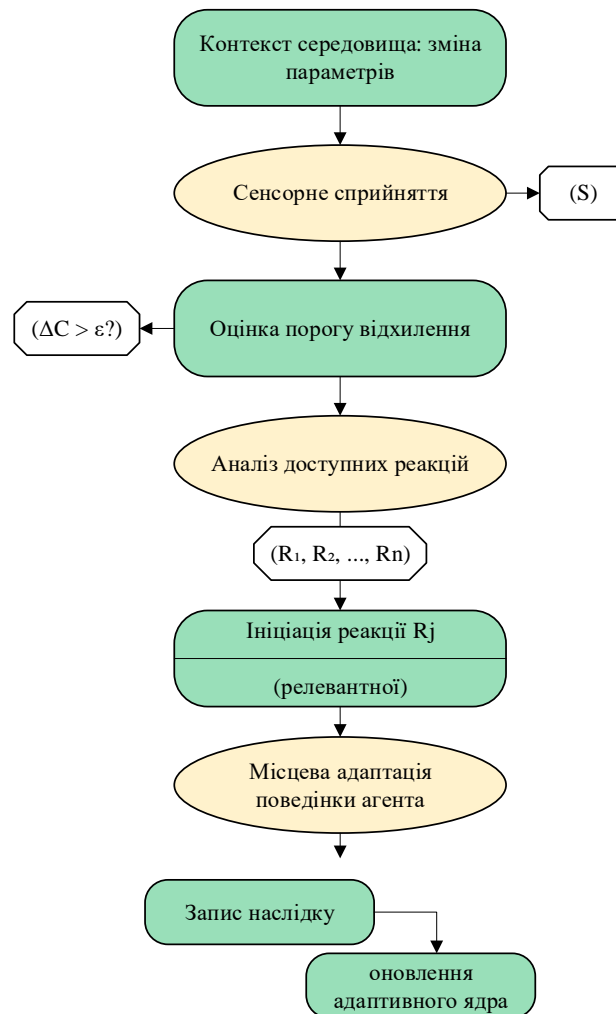 Контекст середовища: зміна
параметрів
Сенсорне сприйняття
(S)
(ΔC > ε?)
Оцінка порогу відхилення
Аналіз доступних реакцій
(R₁, R₂, ..., Rn)
Ініціація реакції Rj
(релевантної)
Місцева адаптація
поведінки агента
Запис наслідку
оновлення
адаптивного ядра